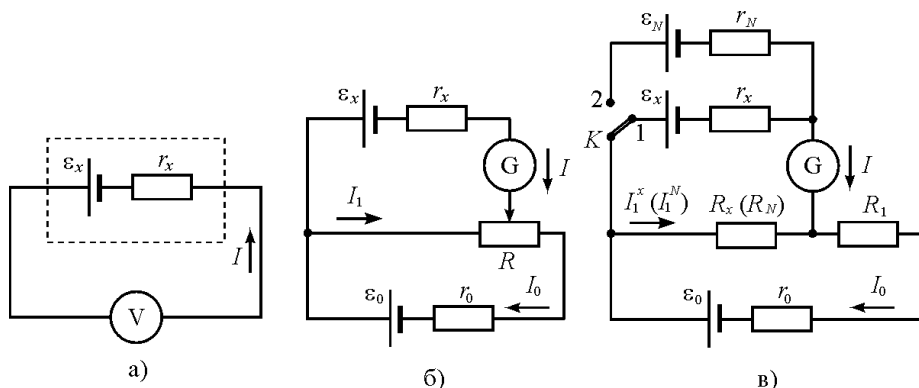 ε_x r_x
I
V
а)
ε_x r_x
G I
I_1
R
ε_0 r_0 I_0
б)
ε_N r_N
2
ε_x r_x
K 1
G I
I_1^x (I_1^N) R_x (R_N) R_1
ε_0 r_0 I_0
в)